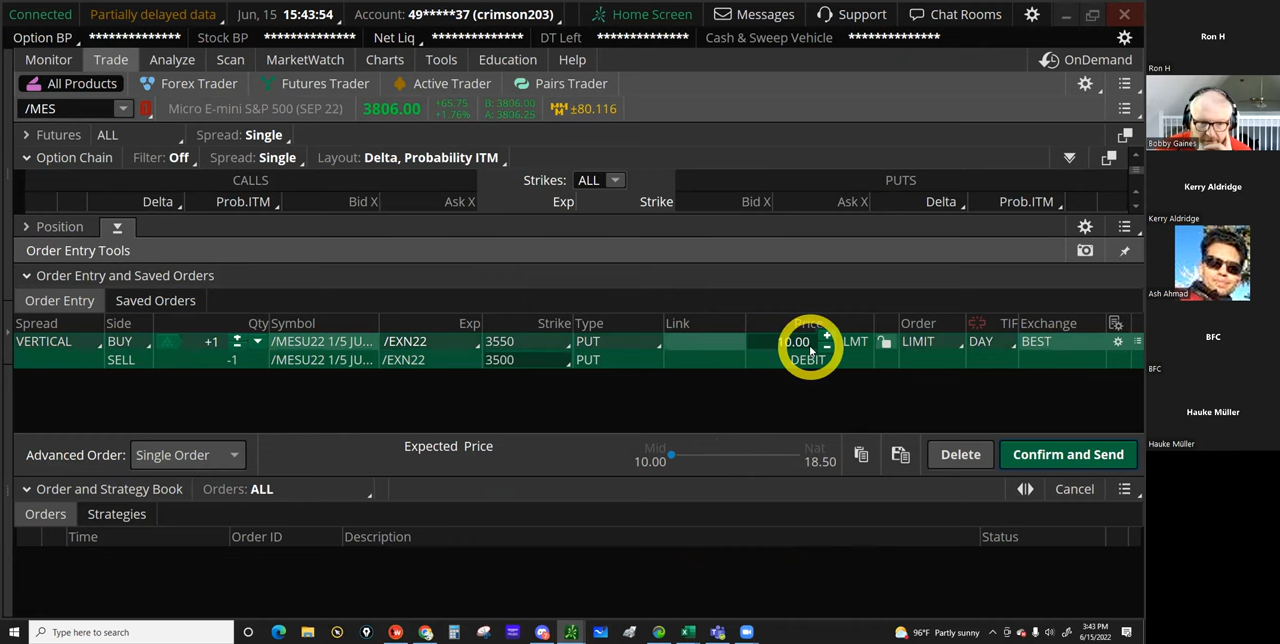 Connected Partially delayed data Jun, 15 15:43:54 Account: 49*****37 (crimson203) Home Screen Messages Support Chat Rooms
Option BP ************** Stock BP ************** Net Liq ************** DT Left ************** Cash & Sweep Vehicle **************
Monitor Trade Analyze Scan MarketWatch Charts Tools Education Help OnDemand
All Products Forex Trader Futures Trader Active Trader Pairs Trader
/MES Micro E-mini S&P 500 (SEP 22) 3806.00 +65.75 +1.76% B: 3806.00 A: 3806.25 ±80.116
Futures ALL Spread: Single
Option Chain Filter: Off Spread: Single Layout: Delta, Probability ITM
CALLS Strikes: ALL PUTS
Delta Prob.ITM Bid X Ask X Exp Strike Bid X Ask X Delta Prob.ITM
Position
Order Entry Tools
Order Entry and Saved Orders
Order Entry Saved Orders
Spread Side Qty Symbol Exp Strike Type Link Price Order TIF Exchange
VERTICAL BUY +1 /MESU22 1/5 JU... /EXN22 3550 PUT 10.00 LMT LIMIT DAY BEST
SELL -1 /MESU22 1/5 JU... /EXN22 3500 PUT DEBIT
Advanced Order: Single Order Expected Price Mid 10.00 Nat 18.50 Delete Confirm and Send
Order and Strategy Book Orders: ALL Cancel
Orders Strategies
Time Order ID Description Status
Type here to search 96°F Partly sunny 3:43 PM 6/15/2022
Ron H
Ron H
Bobby Gaines
Kerry Aldridge
Kerry Aldridge
Ash Ahmad
BFC
BFC
Hauke Müller
Hauke Müller